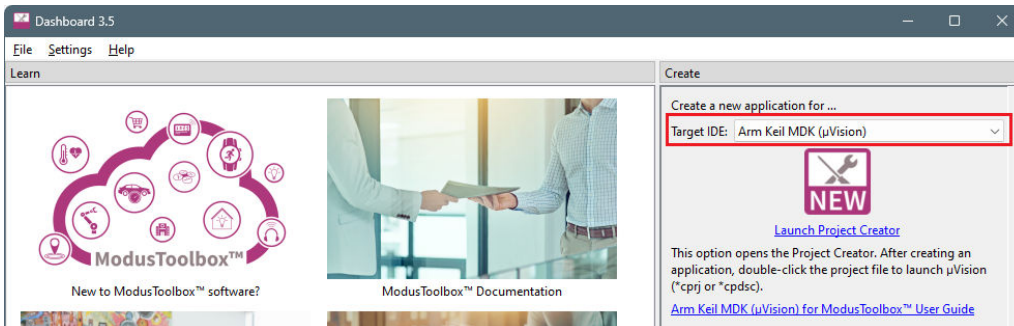 Dashboard 3.5
File Settings Help
Learn
ModusToolbox™
New to ModusToolbox™ software?
ModusToolbox™ Documentation
Create
Create a new application for ...
Target IDE: Arm Keil MDK (µVision)
NEW
Launch Project Creator
This option opens the Project Creator. After creating an
application, double-click the project file to launch µVision
(*cprj or *cpdsc).
Arm Keil MDK (µVision) for ModusToolbox™ User Guide